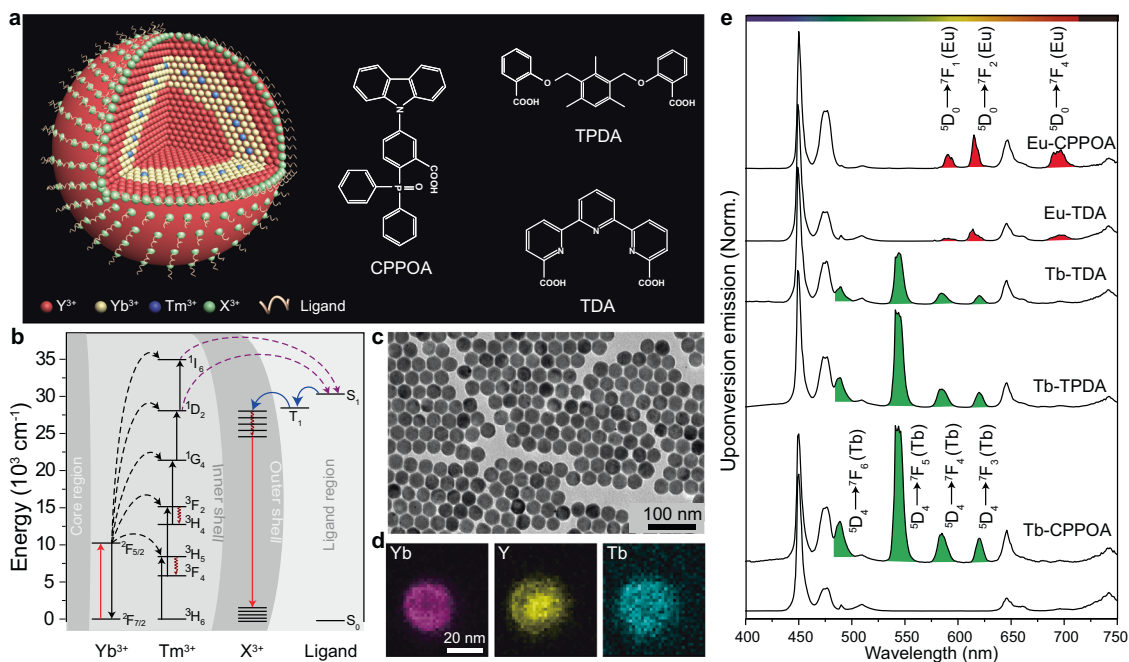 a
N
COOH
P=O
CPPOA
O
O
COOH
COOH
TPDA
N
N
N
COOH
COOH
TDA
Y³⁺
Yb³⁺
Tm³⁺
X³⁺
Ligand
b
Energy (10³ cm⁻¹)
35
30
25
20
15
10
5
0
Core region
Inner shell
Outer shell
Ligand region
¹I₆
¹D₂
¹G₄
³F₂
³H₄
³H₅
³F₄
³H₆
²F₅/₂
²F₇/₂
S₁
T₁
S₀
Yb³⁺
Tm³⁺
X³⁺
Ligand
c
100 nm
d
Yb
Y
Tb
20 nm
e
Upconversion emission (Norm.)
⁵D₀→⁷F₁ (Eu)
⁵D₀→⁷F₂ (Eu)
⁵D₀→⁷F₄ (Eu)
Eu-CPPOA
Eu-TDA
Tb-TDA
Tb-TPDA
⁵D₄→⁷F₆ (Tb)
⁵D₄→⁷F₅ (Tb)
⁵D₄→⁷F₄ (Tb)
⁵D₄→⁷F₃ (Tb)
Tb-CPPOA
400 450 500 550 600 650 700 750
Wavelength (nm)